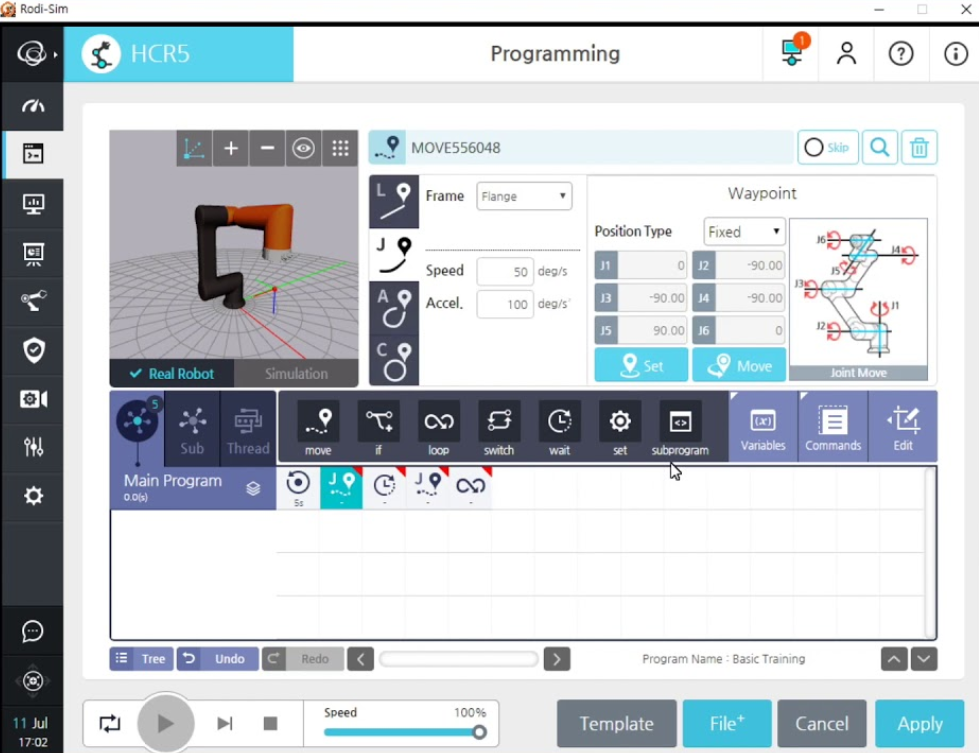 Rodi-Sim
HCR5
Programming
1
MOVE556048
Skip
L
Frame
Flange
Waypoint
J
Position Type
Fixed
J1 0 J2 -90.00
Speed 50 deg/s
J3 -90.00 J4 -90.00
A
Accel. 100 deg/s²
J5 90.00 J6 0
C
Set
Move
J6
J4
J5
J3
J1
J2
Joint Move
Real Robot
Simulation
5
Sub
Thread
move
if
loop
switch
wait
set
subprogram
(x)
Variables
Commands
Edit
Main Program
0.0(s)
5s
J
-
-
J
-
-
Tree
Undo
Redo
Program Name : Basic Training
11 Jul
17:02
Speed 100%
Template
File+
Cancel
Apply